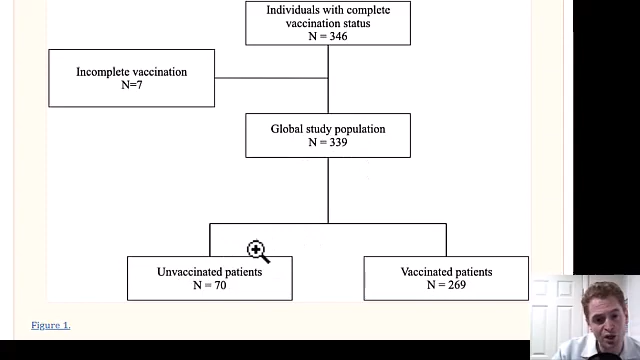 Individuals with complete
vaccination status
N = 346
Incomplete vaccination
N=7
Global study population
N = 339
Unvaccinated patients
N = 70
Vaccinated patients
N = 269
Figure 1.